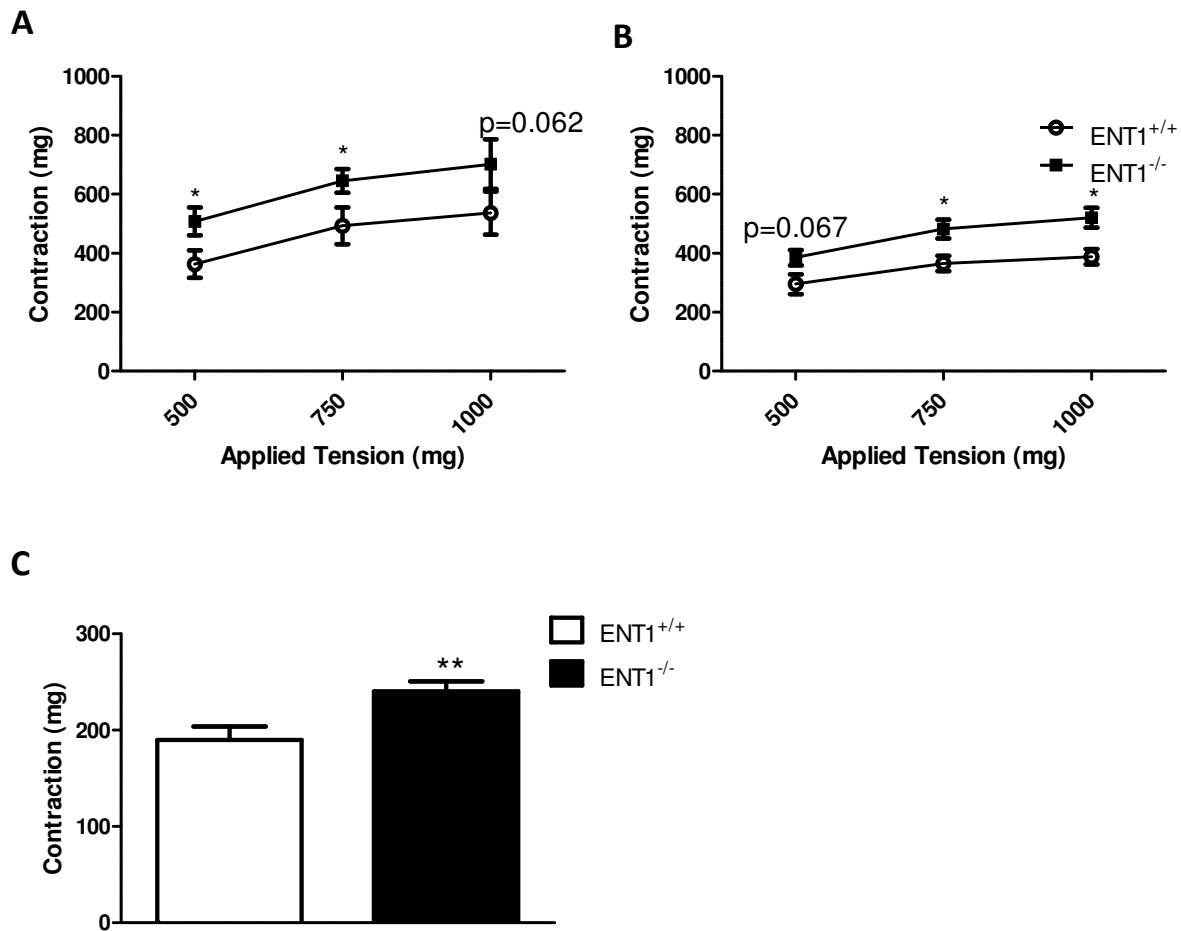 A
Contraction (mg)
1000
800
600
400
200
0
*
*
p=0.062
500
750
1000
Applied Tension (mg)
B
Contraction (mg)
1000
800
600
400
200
0
ENT1+/+
ENT1-/-
p=0.067
*
*
500
750
1000
Applied Tension (mg)
C
Contraction (mg)
300
200
100
0
**
ENT1+/+
ENT1-/-